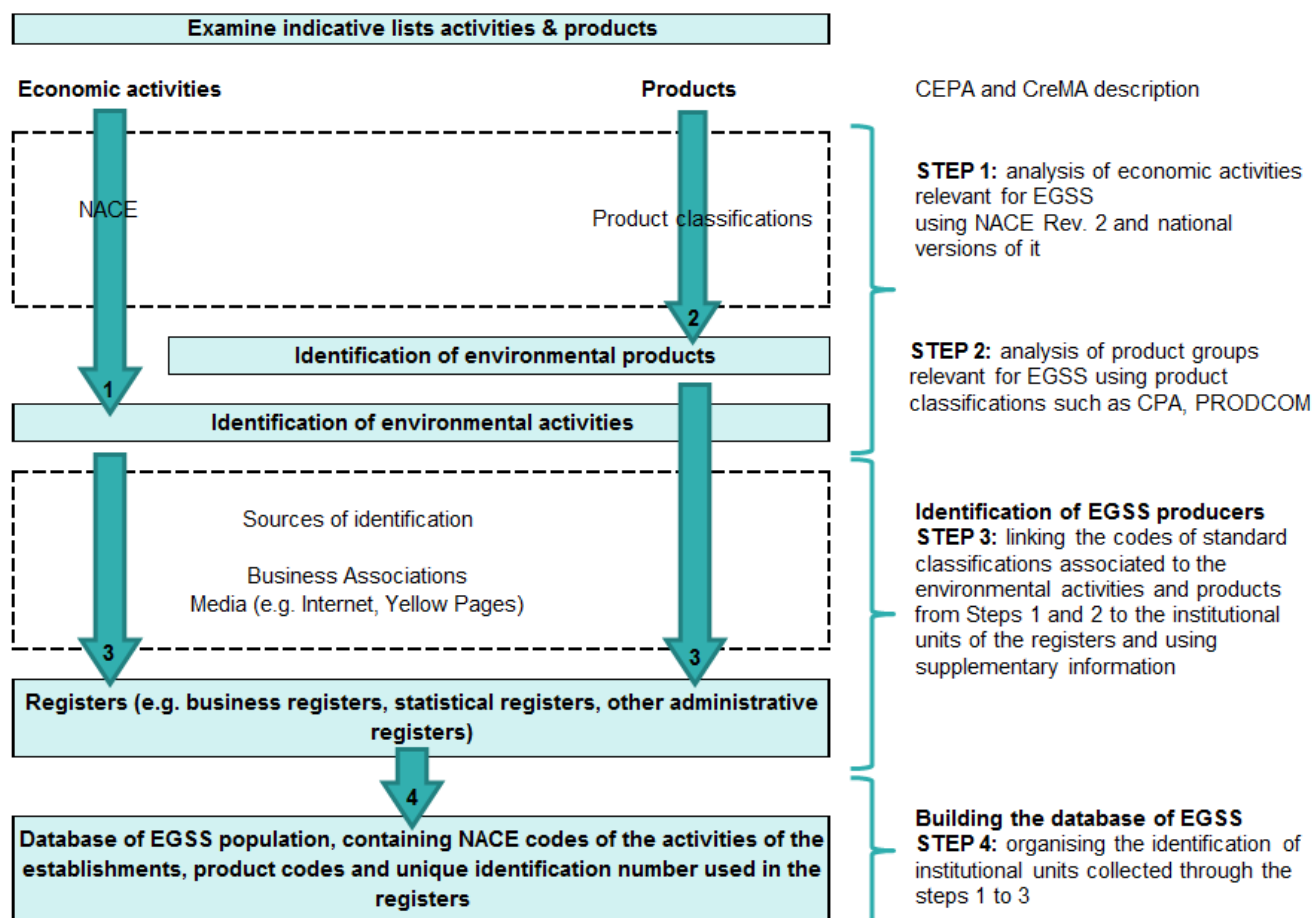 Examine indicative lists activities & products
Economic activities
Products
CEPA and CreMA description
NACE
Product classifications
STEP 1: analysis of economic activities
relevant for EGSS
using NACE Rev. 2 and national
versions of it
2
Identification of environmental products
STEP 2: analysis of product groups
relevant for EGSS using product
classifications such as CPA, PRODCOM
1
Identification of environmental activities
Sources of identification
Business Associations
Media (e.g. Internet, Yellow Pages)
Identification of EGSS producers
STEP 3: linking the codes of standard
classifications associated to the
environmental activities and products
from Steps 1 and 2 to the institutional
units of the registers and using
supplementary information
3
3
Registers (e.g. business registers, statistical registers, other administrative
registers)
4
Database of EGSS population, containing NACE codes of the activities of the
establishments, product codes and unique identification number used in the
registers
Building the database of EGSS
STEP 4: organising the identification of
institutional units collected through the
steps 1 to 3